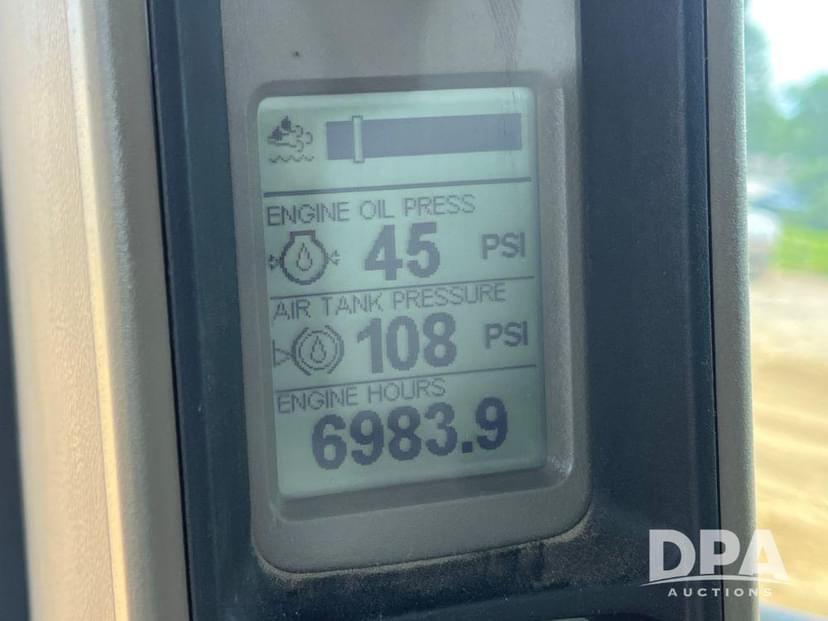 ENGINE OIL PRESS
45 PSI
AIR TANK PRESSURE
108 PSI
ENGINE HOURS
6983.9
DPA
AUCTIONS